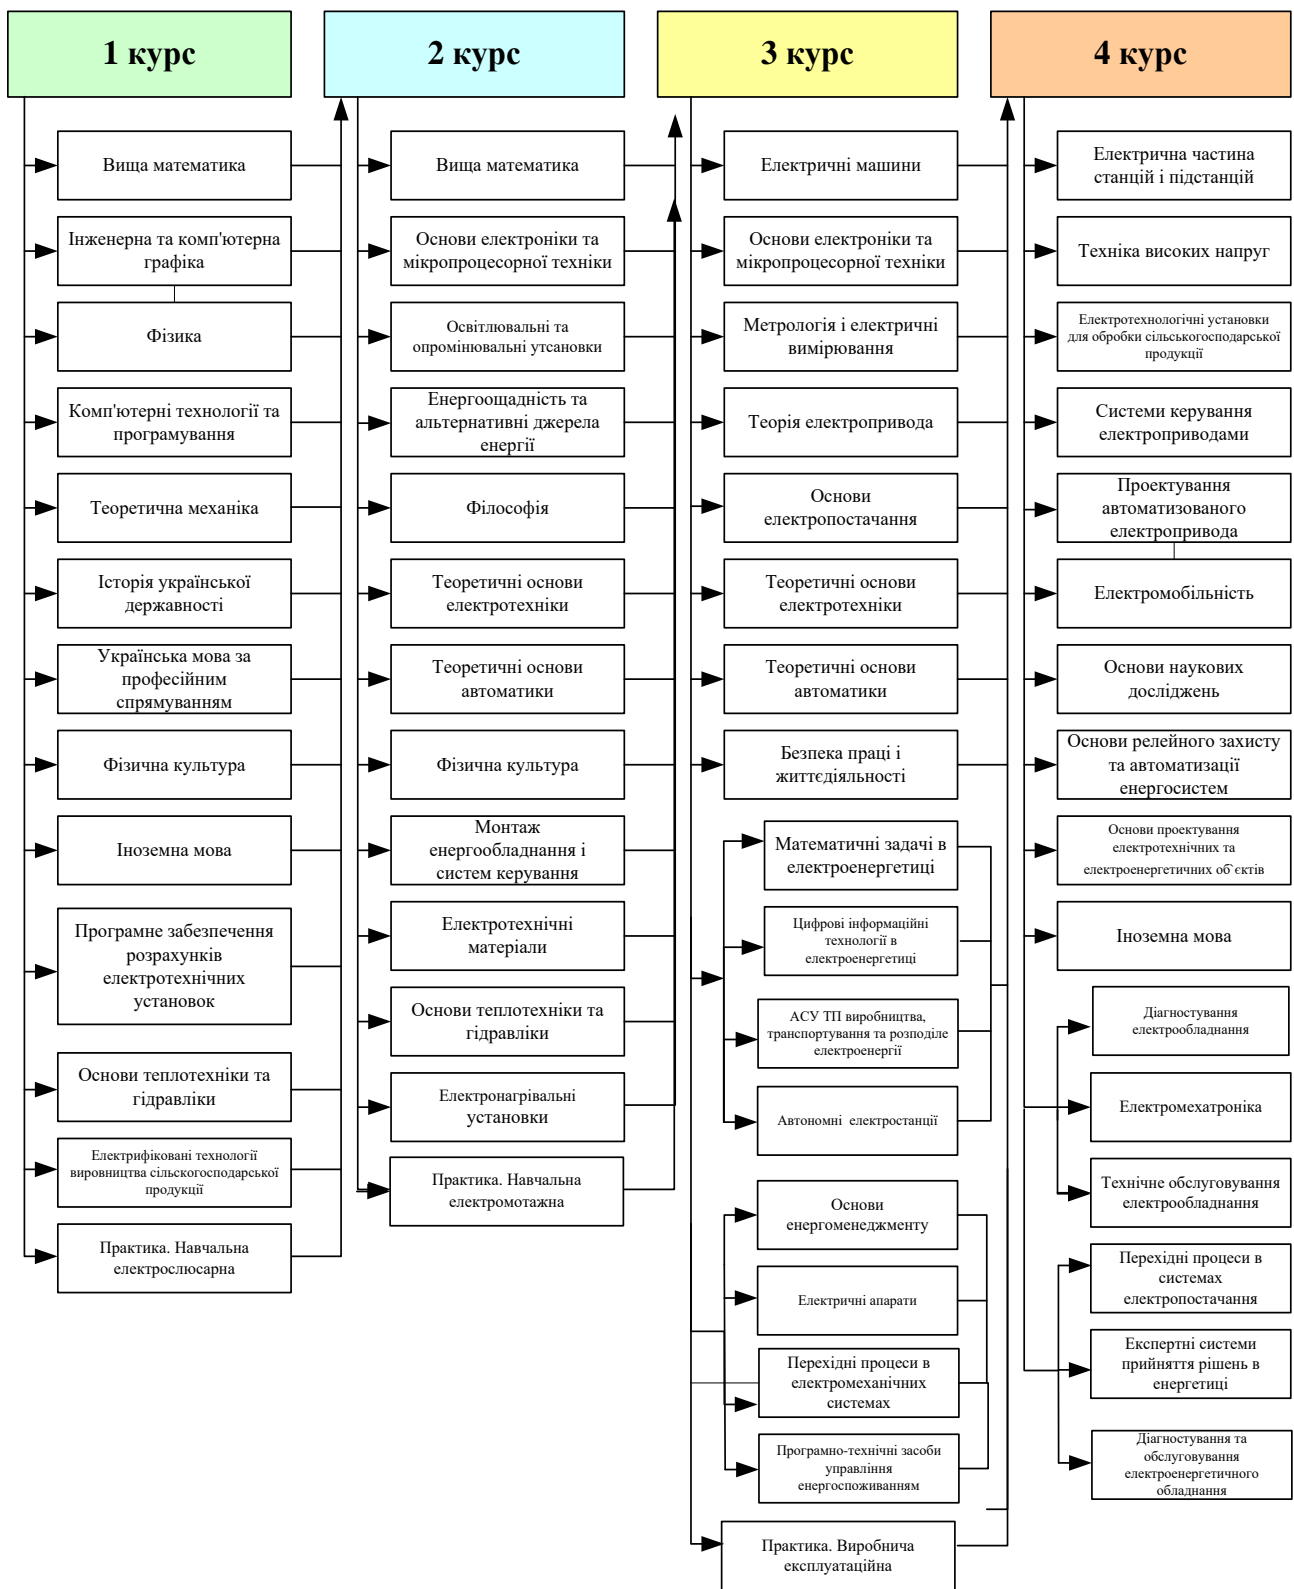 1 курс
2 курс
3 курс
4 курс
Вища математика
Інженерна та комп'ютерна
графіка
Фізика
Комп'ютерні технології та
програмування
Теоретична механіка
Історія української
державності
Українська мова за
професійним
спрямуванням
Фізична культура
Іноземна мова
Програмне забезпечення
розрахунків
електротехнічних
установок
Основи теплотехніки та
гідравліки
Електрифіковані технології
вировництва сільскогосподарської
продукції
Практика. Навчальна
електрослюсарна
Вища математика
Основи електроніки та
мікропроцесорної техніки
Освітлювальні та
опромінювальні утсановки
Енергоощадність та
альтернативні джерела
енергії
Філософія
Теоретичні основи
електротехніки
Теоретичні основи
автоматики
Фізична культура
Монтаж
енергообладнання і
систем керування
Електротехнічні
матеріали
Основи теплотехніки та
гідравліки
Електронагрівальні
установки
Практика. Навчальна
електромотажна
Електричні машини
Основи електроніки та
мікропроцесорної техніки
Метрологія і електричні
вимірювання
Теорія електропривода
Основи
електропостачання
Теоретичні основи
електротехніки
Теоретичні основи
автоматики
Безпека праці і
життєдіяльності
Математичні задачі в
електроенергетиці
Цифрові інформаційні
технології в
електроенергетиці
АСУ ТП виробництва,
транспортування та розподіле
електроенергії
Автономні електростанції
Основи
енергоменеджменту
Електричні апарати
Перехідні процеси в
електромеханічних
системах
Програмно-технічні засоби
управління
енергоспоживанням
Практика. Виробнича
експлуатаційна
Електрична частина
станцій і підстанцій
Техніка високих напруг
Електротехнологічні установки
для обробки сільськогосподарської
продукції
Системи керування
електроприводами
Проектування
автоматизованого
електропривода
Електромобільність
Основи наукових
досліджень
Основи релейного захисту
та автоматизації
енергосистем
Основи проектування
електротехнічних та
електроенергетичних об`єктів
Іноземна мова
Діагностування
електрообладнання
Електромехатроніка
Технічне обслуговування
електрообладнання
Перехідні процеси в
системах
електропостачання
Експертні системи
прийняття рішень в
енергетиці
Діагностування та
обслуговування
електроенергетичного
обладнання